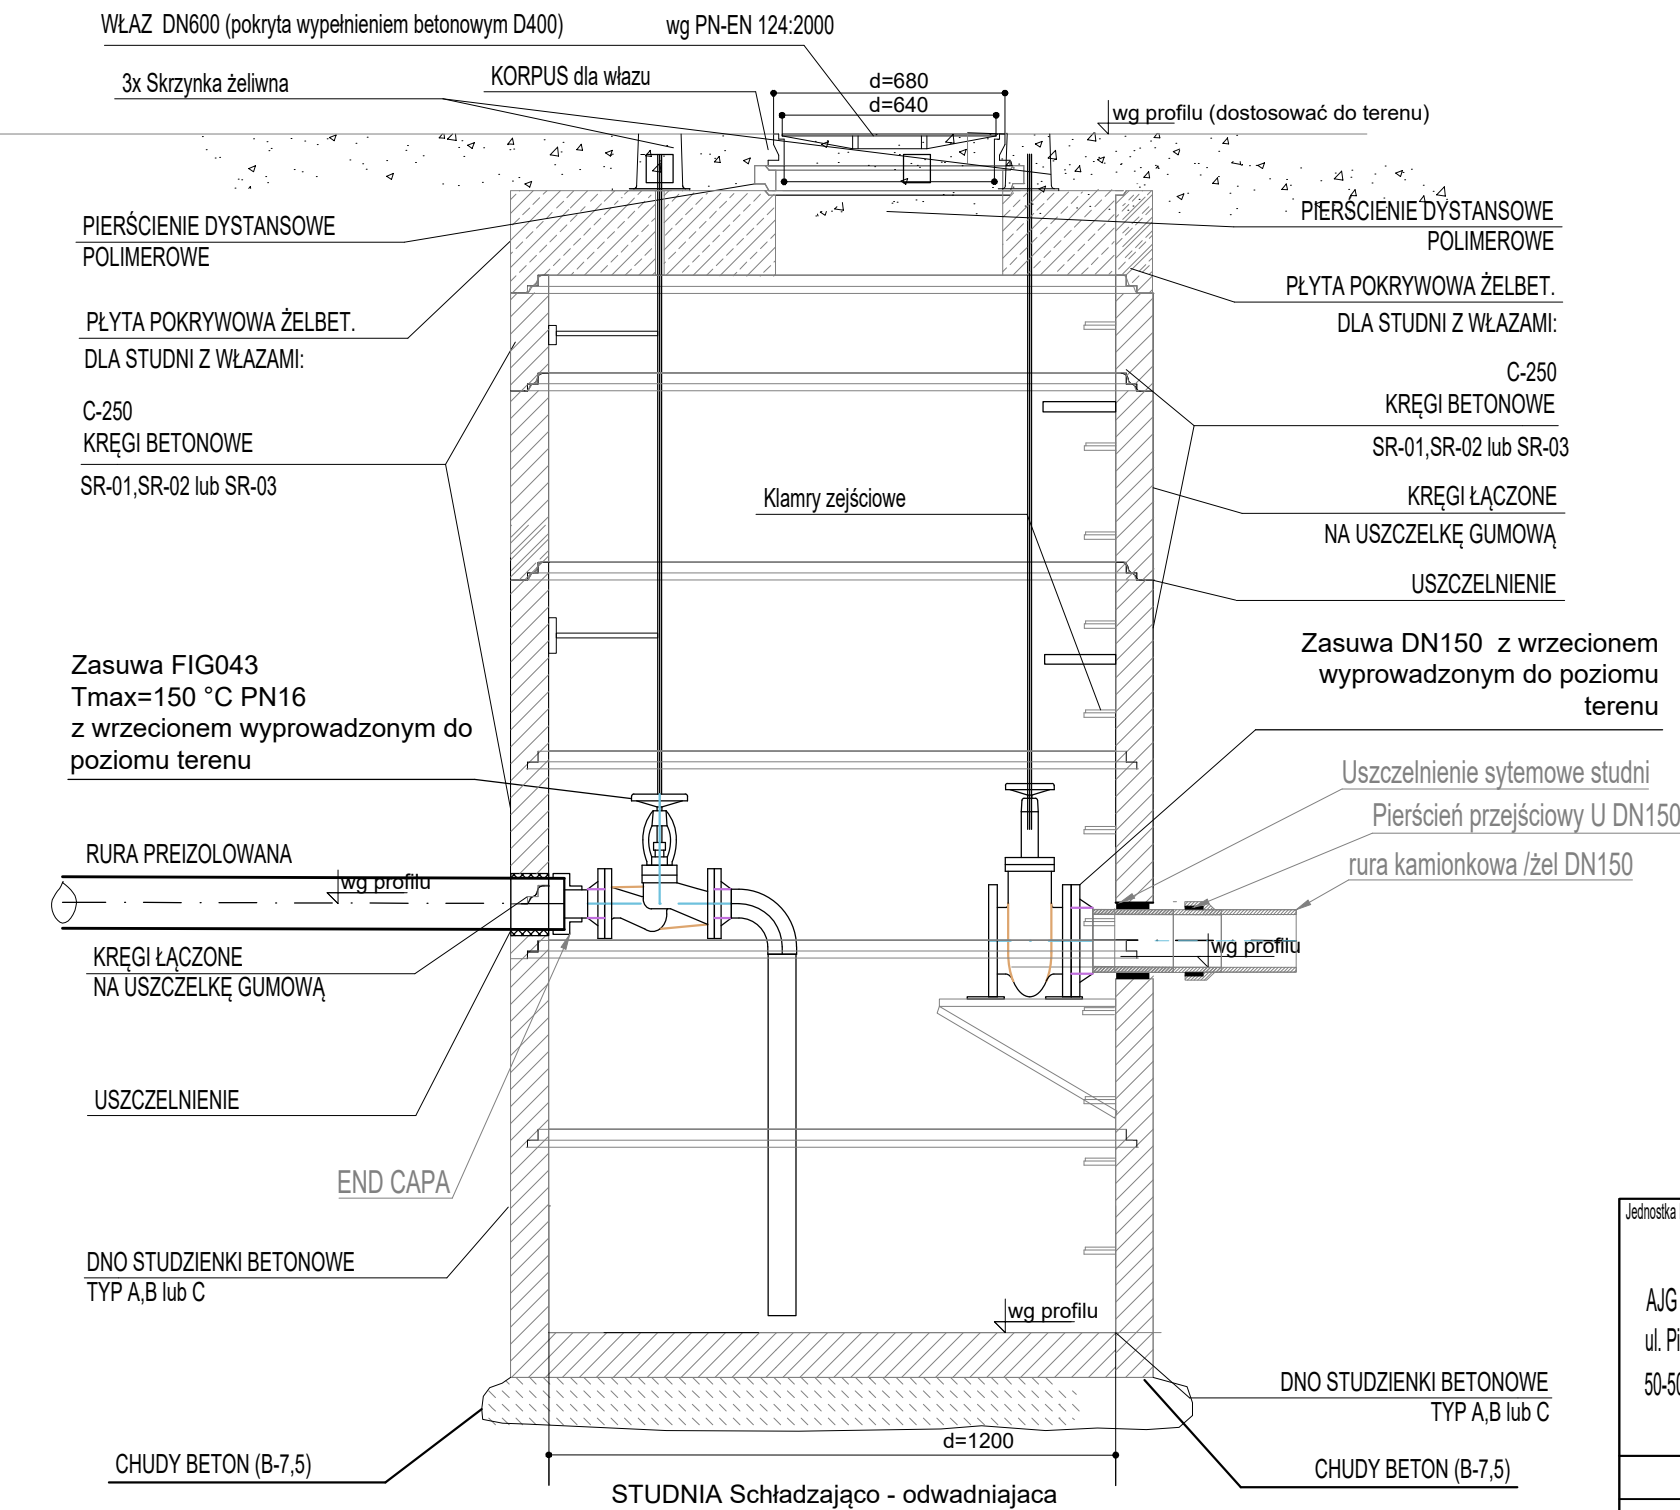 WŁAZ DN600 (pokryta wypełnieniem betonowym D400) wg PN-EN 124:2000
3x Skrzynka żeliwna
KORPUS dla włazu
d=680
d=640
wg profilu (dostosować do terenu)
PIERŚCIENIE DYSTANSOWE
POLIMEROWE
PŁYTA POKRYWOWA ŻELBET.
DLA STUDNI Z WŁAZAMI:
C-250
KRĘGI BETONOWE
SR-01,SR-02 lub SR-03
PIERŚCIENIE DYSTANSOWE
POLIMEROWE
PŁYTA POKRYWOWA ŻELBET.
DLA STUDNI Z WŁAZAMI:
C-250
KRĘGI BETONOWE
SR-01,SR-02 lub SR-03
KRĘGI ŁĄCZONE
NA USZCZELKĘ GUMOWĄ
USZCZELNIENIE
Klamry zejściowe
Zasuwa FIG043
Tmax=150 °C PN16
z wrzecionem wyprowadzonym do
poziomu terenu
Zasuwa DN150 z wrzecionem
wyprowadzonym do poziomu
terenu
Uszczelnienie sytemowe studni
Pierścień przejściowy U DN150
rura kamionkowa /żel DN150
RURA PREIZOLOWANA
wg profilu
wg profilu
KRĘGI ŁĄCZONE
NA USZCZELKĘ GUMOWĄ
USZCZELNIENIE
END CAPA
DNO STUDZIENKI BETONOWE
TYP A,B lub C
wg profilu
DNO STUDZIENKI BETONOWE
TYP A,B lub C
CHUDY BETON (B-7,5)
d=1200
CHUDY BETON (B-7,5)
STUDNIA Schładzająco - odwadniajaca
Jednostka
AJG
ul. Pi
50-50